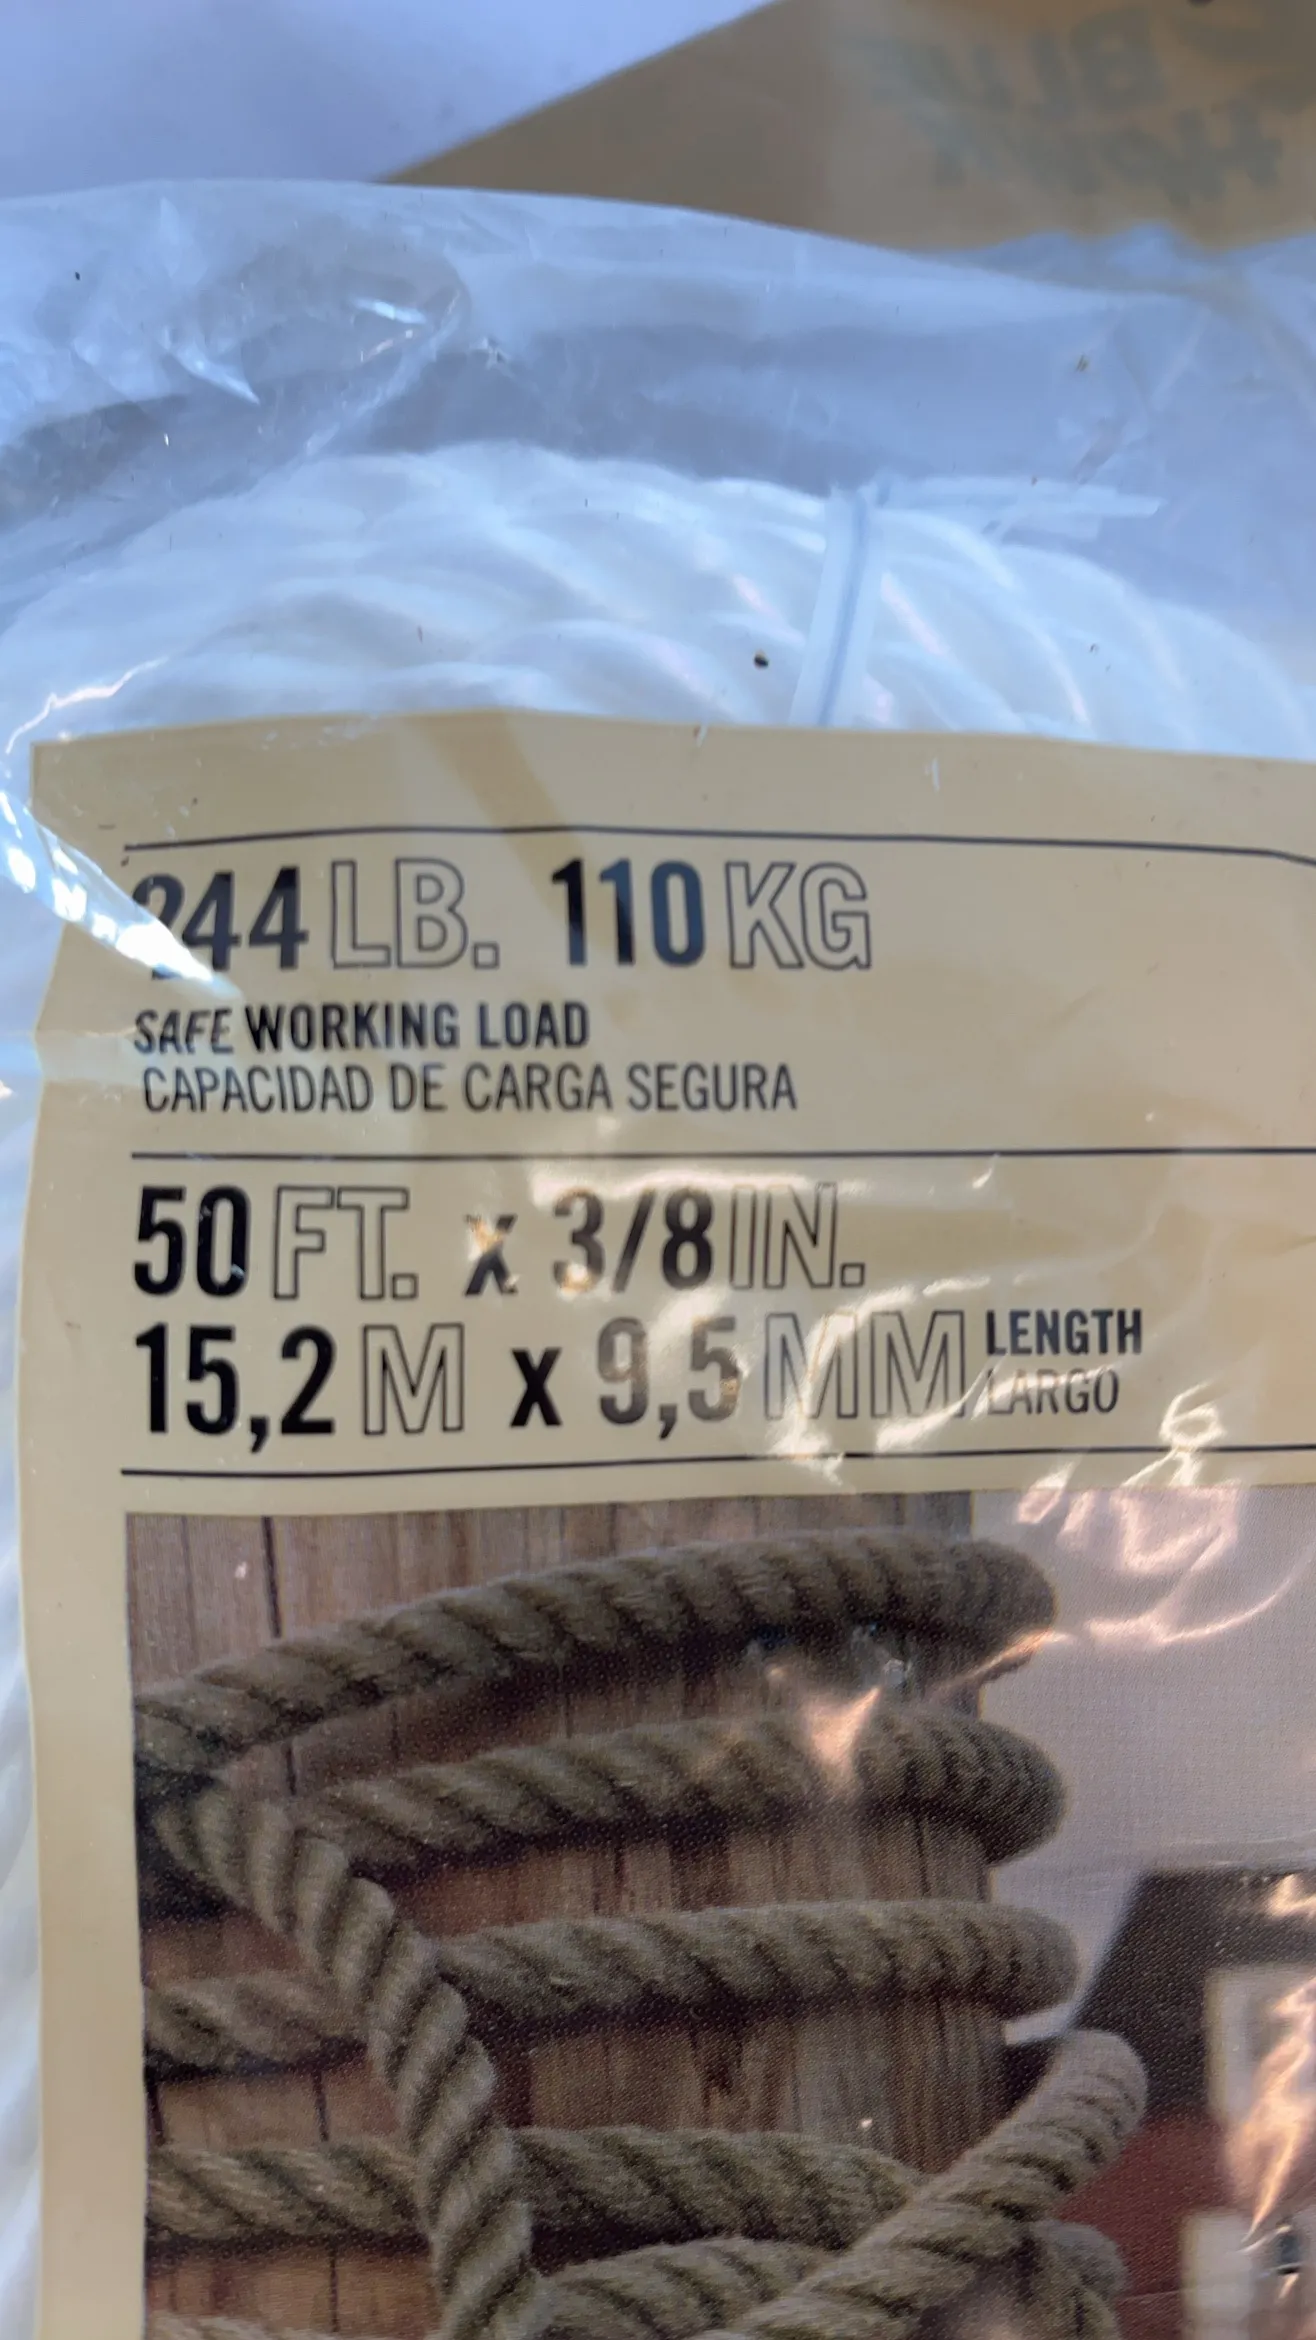 244 LB. 110 KG
SAFE WORKING LOAD
CAPACIDAD DE CARGA SEGURA
50 FT. x 3/8 IN.
15,2 M x 9,5 MM LENGTH
LARGO